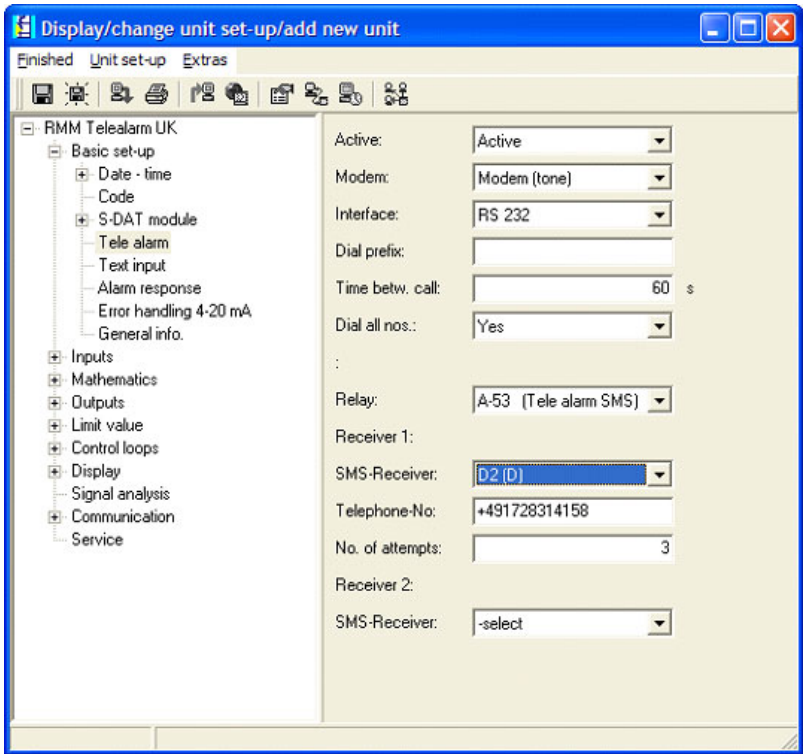 Display/change unit set-up/add new unit
Finished Unit set-up Extras
RMM Telealarm UK
Basic set-up
Date - time
Code
S-DAT module
Tele alarm
Text input
Alarm response
Error handling 4-20 mA
General info.
Inputs
Mathematics
Outputs
Limit value
Control loops
Display
Signal analysis
Communication
Service
Active: Active
Modem: Modem (tone)
Interface: RS 232
Dial prefix:
Time betw. call: 60 s
Dial all nos.: Yes
:
Relay: A-53 (Tele alarm SMS)
Receiver 1:
SMS-Receiver: D2 (D)
Telephone-No: +491728314158
No. of attempts: 3
Receiver 2:
SMS-Receiver: -select